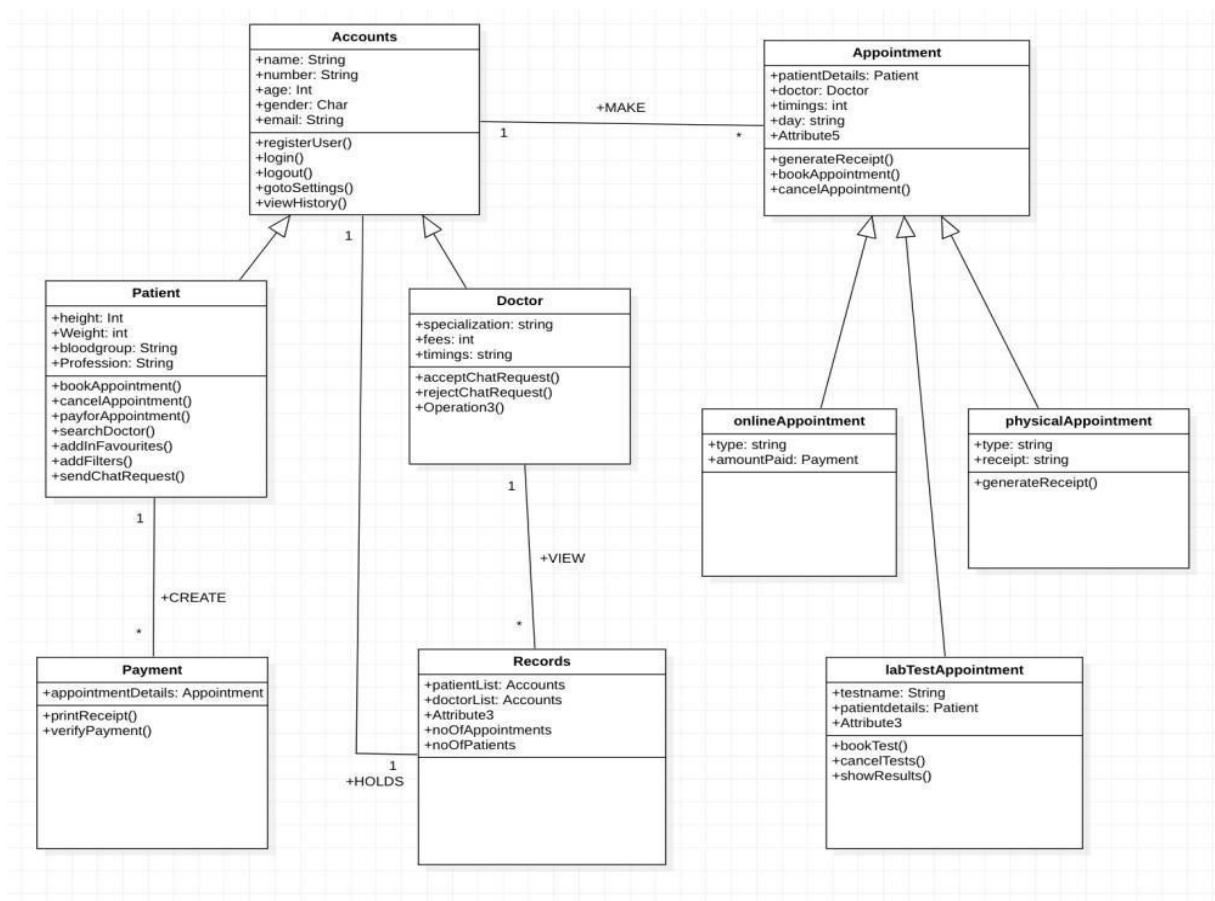 Accounts
+name: String
+number: String
+age: Int
+gender: Char
+email: String
+registerUser()
+login()
+logout()
+gotoSettings()
+viewHistory()
+MAKE
1
*
Appointment
+patientDetails: Patient
+doctor: Doctor
+timings: int
+day: string
+Attribute5
+generateReceipt()
+bookAppointment()
+cancelAppointment()
1
Patient
+height: Int
+Weight: int
+bloodgroup: String
+Profession: String
+bookAppointment()
+cancelAppointment()
+payforAppointment()
+searchDoctor()
+addInFavourites()
+addFilters()
+sendChatRequest()
Doctor
+specialization: string
+fees: int
+timings: string
+acceptChatRequest()
+rejectChatRequest()
+Operation3()
onlineAppointment
+type: string
+amountPaid: Payment
physicalAppointment
+type: string
+receipt: string
+generateReceipt()
1
+CREATE
*
1
+VIEW
*
Payment
+appointmentDetails: Appointment
+printReceipt()
+verifyPayment()
1
+HOLDS
Records
+patientList: Accounts
+doctorList: Accounts
+Attribute3
+noOfAppointments
+noOfPatients
labTestAppointment
+testname: String
+patientdetails: Patient
+Attribute3
+bookTest()
+cancelTests()
+showResults()